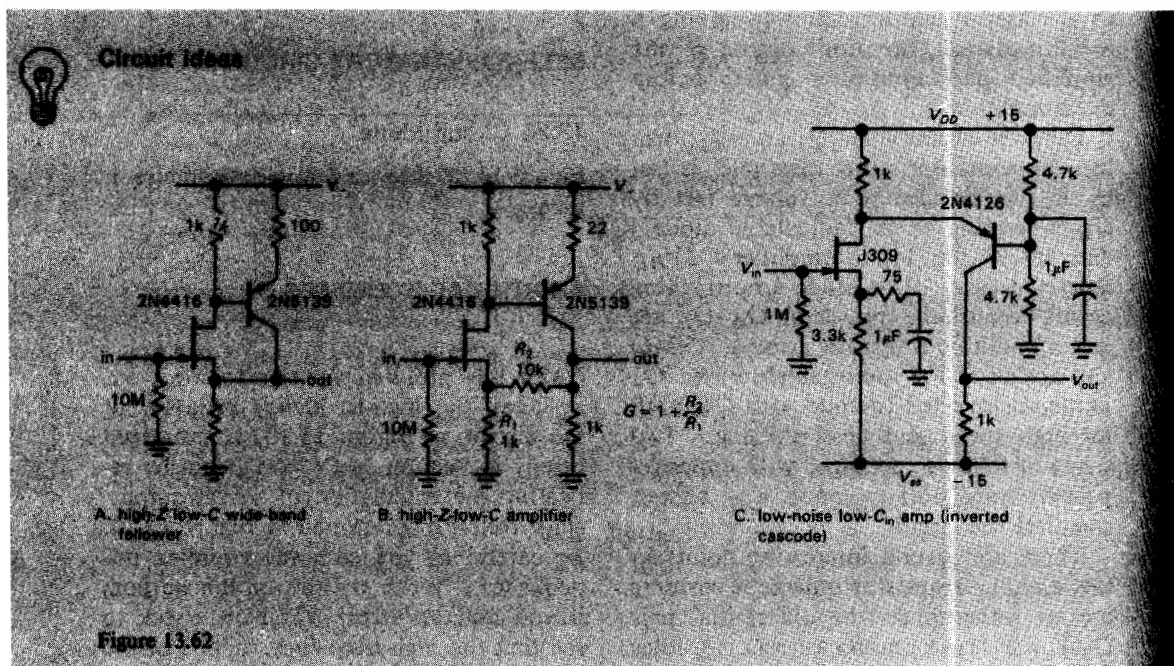 Circuit ideas
1k
100
2N4416
2N5139
in
10M
out
A. high-Z low-C wide-band
follower
1k
22
2N4416
2N5139
in
10M
R2
10k
R1
1k
1k
out
G = 1 + R2
R1
B. high-Z-low-C amplifier
VDD +15
1k
4.7k
2N4126
J309
Vin
75
1μF
1M
3.3k
1μF
4.7k
Vout
1k
Vss -15
C. low-noise low-Cin amp (inverted
cascode)
Figure 13.62